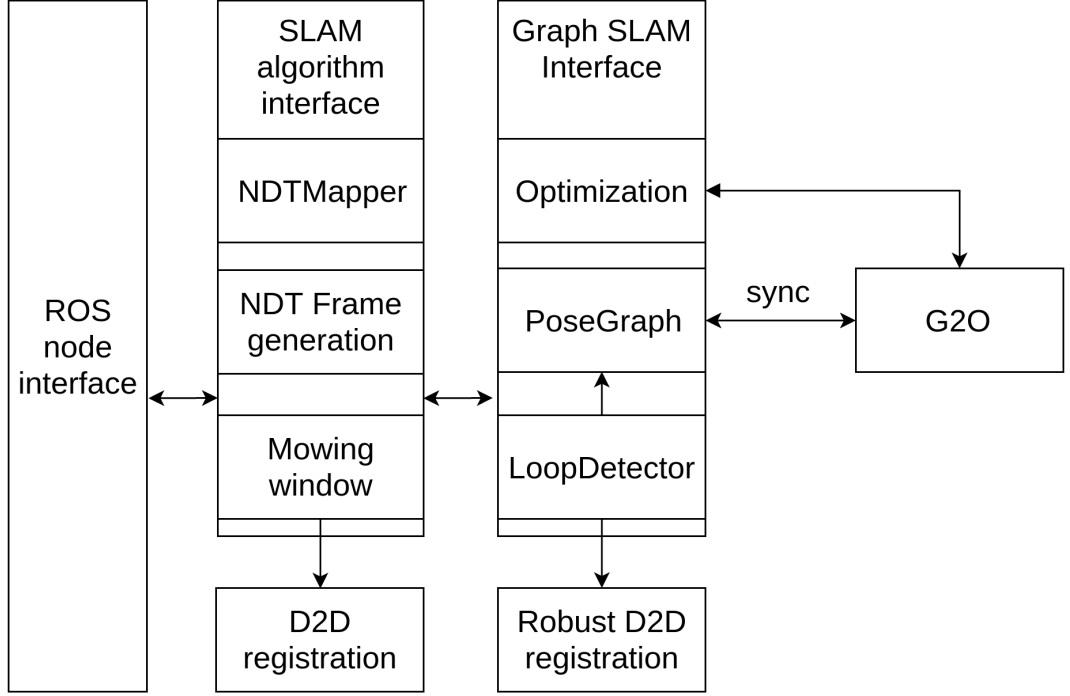 ROS
node
interface
SLAM
algorithm
interface
NDTMapper
NDT Frame
generation
Mowing
window
D2D
registration
Graph SLAM
Interface
Optimization
PoseGraph
LoopDetector
Robust D2D
registration
sync
G2O